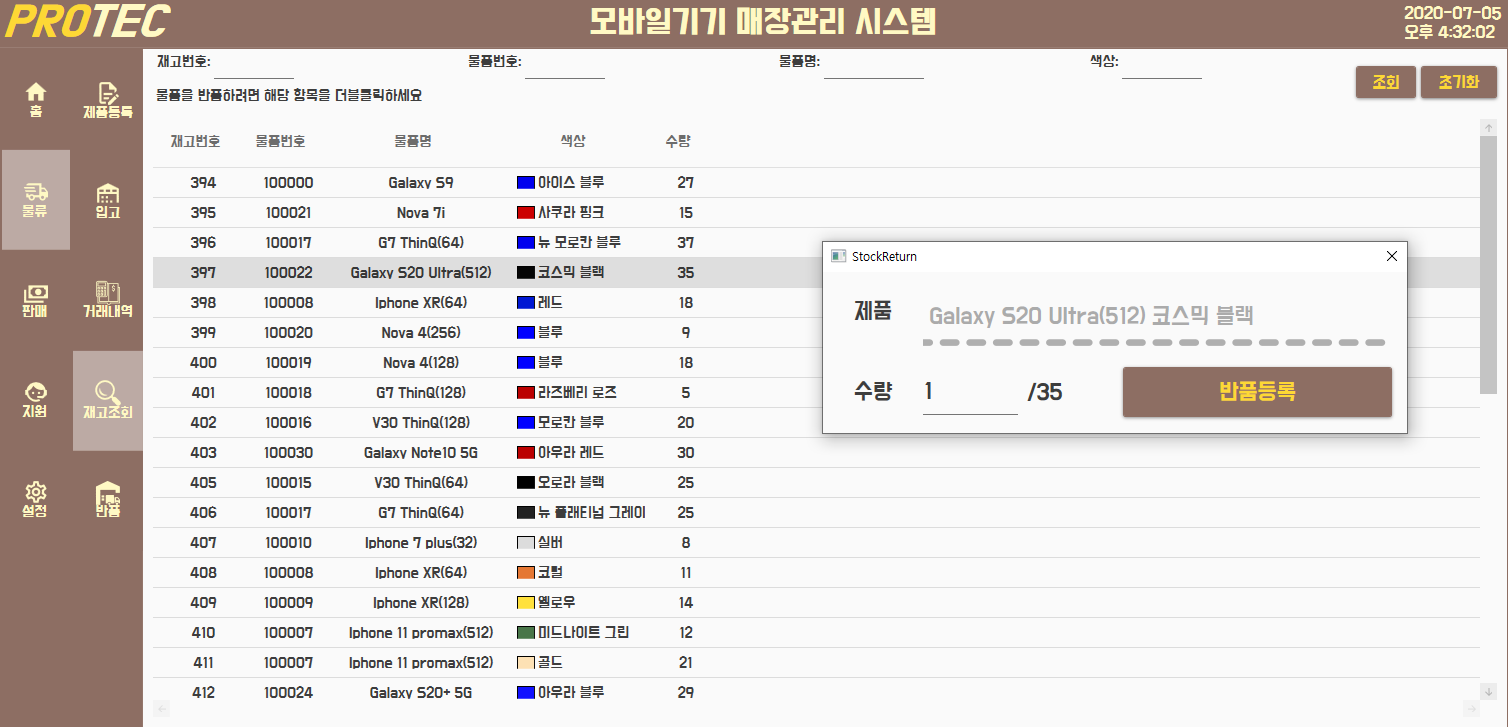 PROTEC
모바일기기 매장관리 시스템
2020-07-05
오후 4:32:02
홈
제품등록
물류
입고
판매
거래내역
지원
재고조회
설정
반품
재고번호: 물품번호: 물품명: 색상:
조회 초기화
물품을 반품하려면 해당 항목을 더블클릭하세요
재고번호 물품번호 물품명 색상 수량
394 100000 Galaxy S9 아이스 블루 27
395 100021 Nova 7i 사쿠라 핑크 15
396 100017 G7 ThinQ(64) 뉴 모로칸 블루 37
397 100022 Galaxy S20 Ultra(512) 코스믹 블랙 35
398 100008 Iphone XR(64) 레드 18
399 100020 Nova 4(256) 블루 9
400 100019 Nova 4(128) 블루 18
401 100018 G7 ThinQ(128) 라즈베리 로즈 5
402 100016 V30 ThinQ(128) 모로칸 블루 20
403 100030 Galaxy Note10 5G 아우라 레드 30
405 100015 V30 ThinQ(64) 오로라 블랙 25
406 100017 G7 ThinQ(64) 뉴 플래티넘 그레이 25
407 100010 Iphone 7 plus(32) 실버 8
408 100008 Iphone XR(64) 코럴 11
409 100009 Iphone XR(128) 옐로우 14
410 100007 Iphone 11 promax(512) 미드나이트 그린 12
411 100007 Iphone 11 promax(512) 골드 21
412 100024 Galaxy S20+ 5G 아우라 블루 29
StockReturn
제품 Galaxy S20 Ultra(512) 코스믹 블랙
수량 1 /35 반품등록